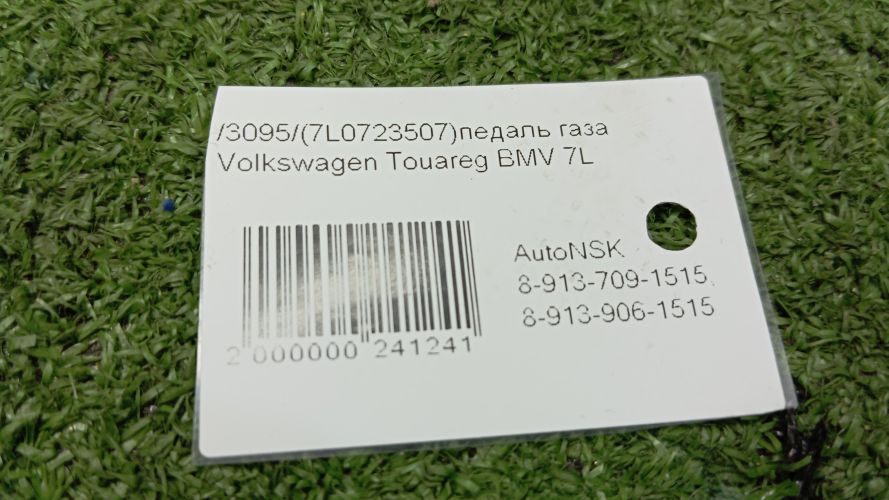 /3095/(7L0723507)педаль газа
Volkswagen Touareg BMV 7L
AutoNSK
8-913-709-1515
8-913-906-1515
2 000000 241241